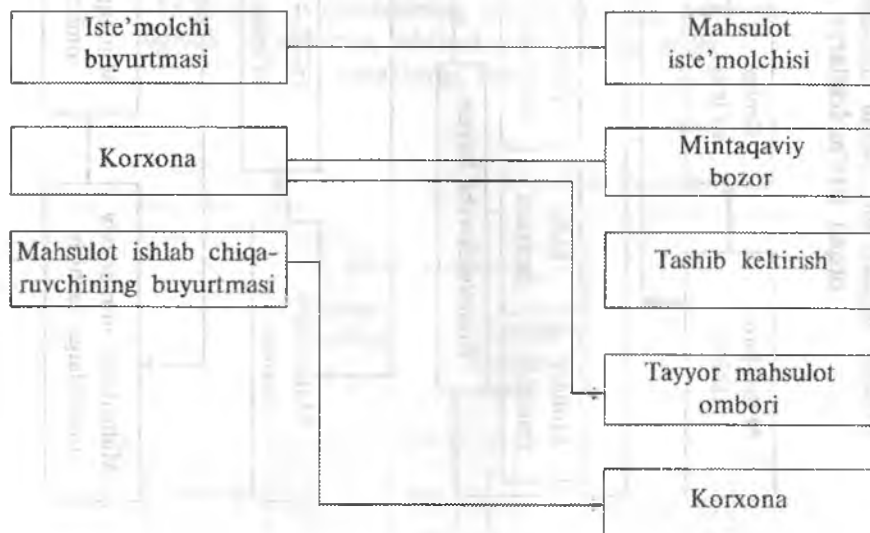 Iste'molchi
buyurtmasi
Mahsulot
iste'molchisi
Korxona
Mintaqaviy
bozor
Mahsulot ishlab chiqa-
ruvchining buyurtmasi
Tashib keltirish
Tayyor mahsulot
ombori
Korxona